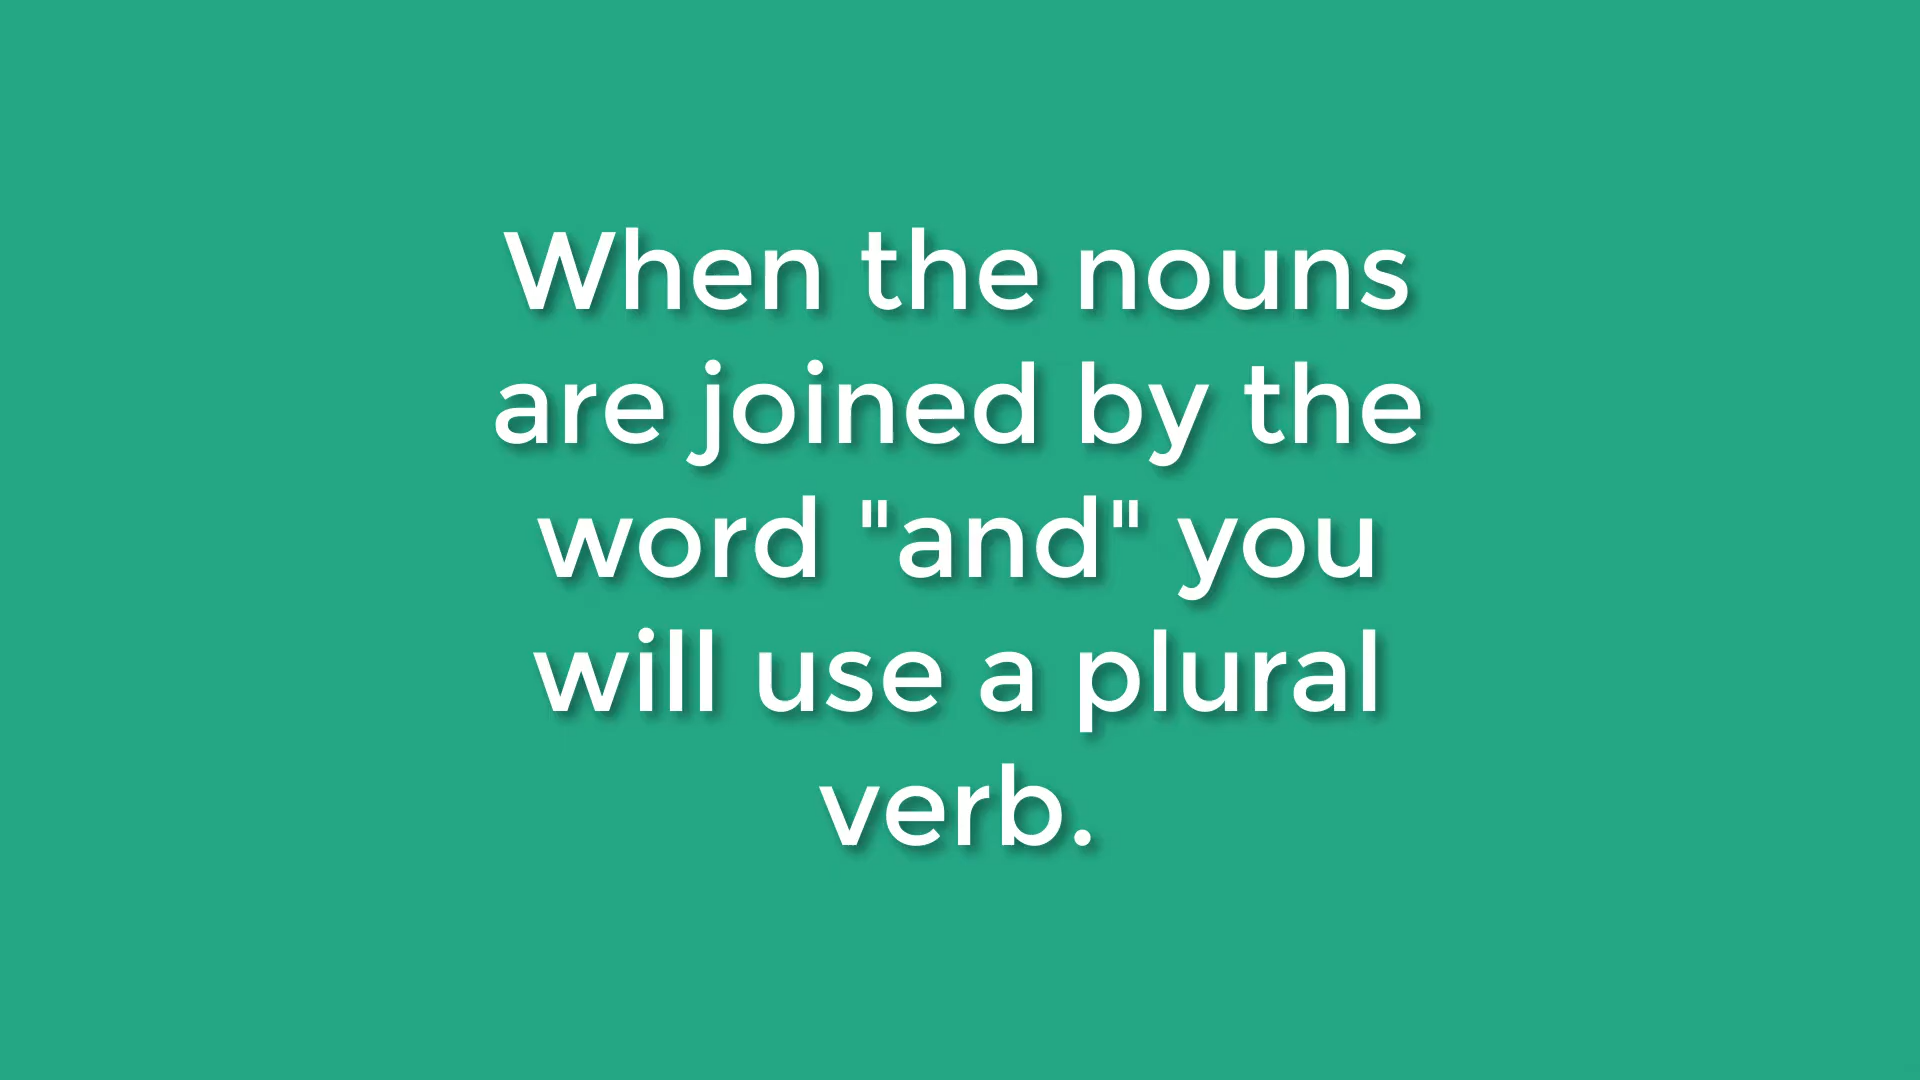 When the nouns
are joined by the
word "and" you
will use a plural
verb.